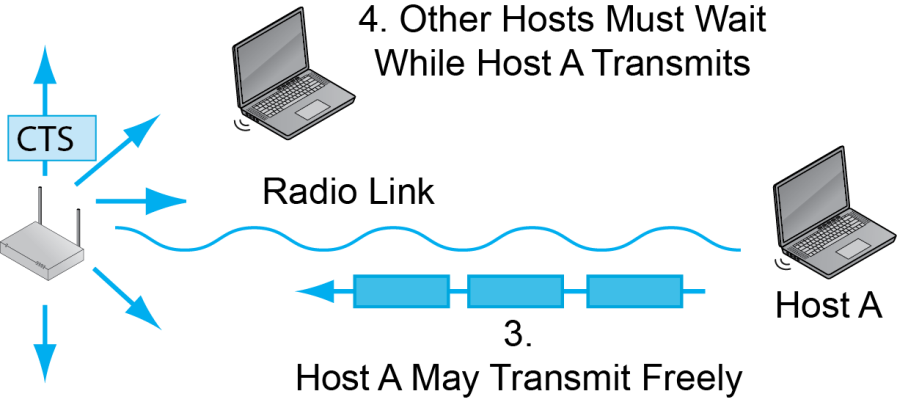 4. Other Hosts Must Wait
While Host A Transmits
CTS
Radio Link
Host A
3.
Host A May Transmit Freely